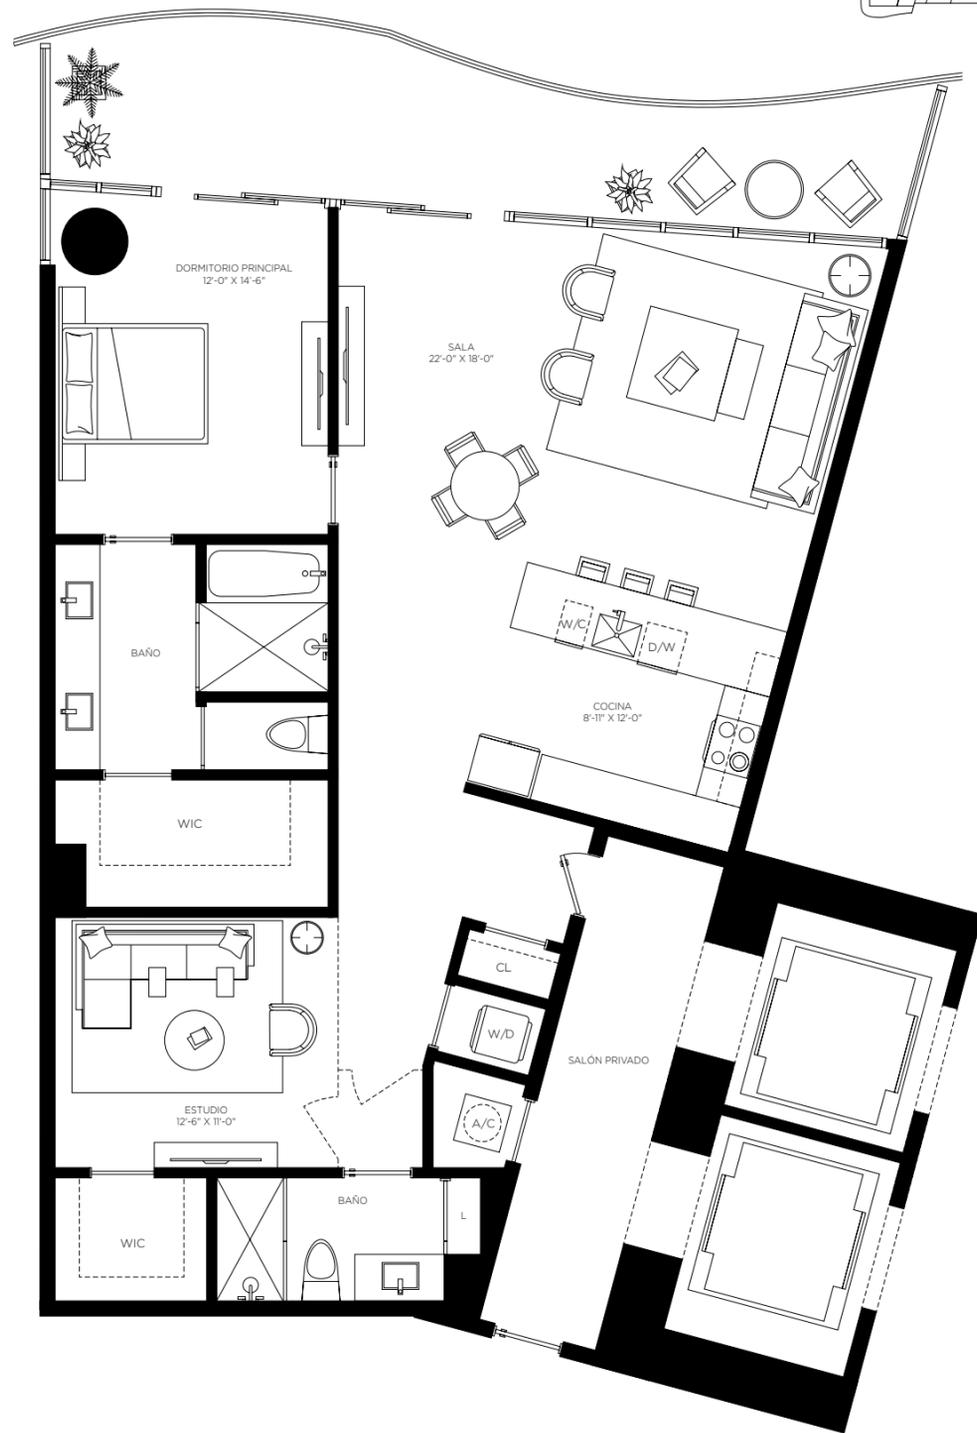 DORMITORIO PRINCIPAL
12'-0" X 14'-6"
SALA
22'-0" X 18'-0"
W/C
D/W
BAÑO
COCINA
8'-11" X 12'-0"
WIC
CL
W/D
SALÓN PRIVADO
ESTUDIO
12'-6" X 11'-0"
A/C
BAÑO
L
WIC